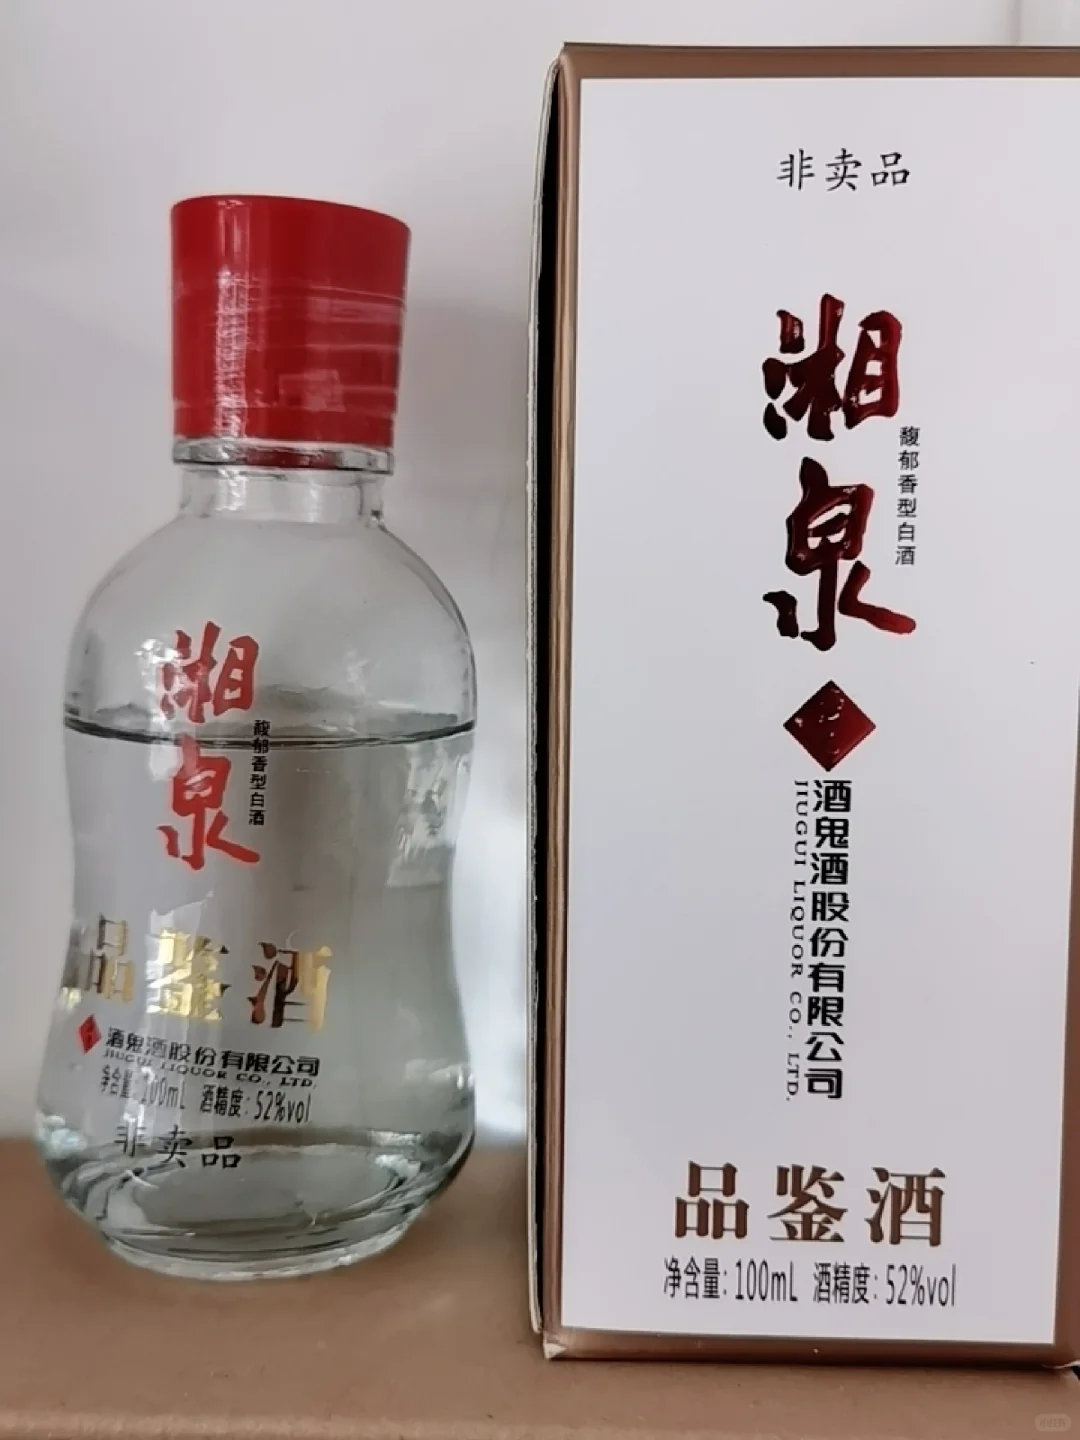 湘泉
馥郁香型白酒
品鉴酒
酒鬼酒股份有限公司
JIUGUI LIQUOR CO., LTD.
净含量:100mL 酒精度:52%vol
非卖品
非卖品
湘泉
馥郁香型白酒
酒鬼酒股份有限公司
JIUGUI LIQUOR CO., LTD.
品鉴酒
净含量:100mL 酒精度:52%vol